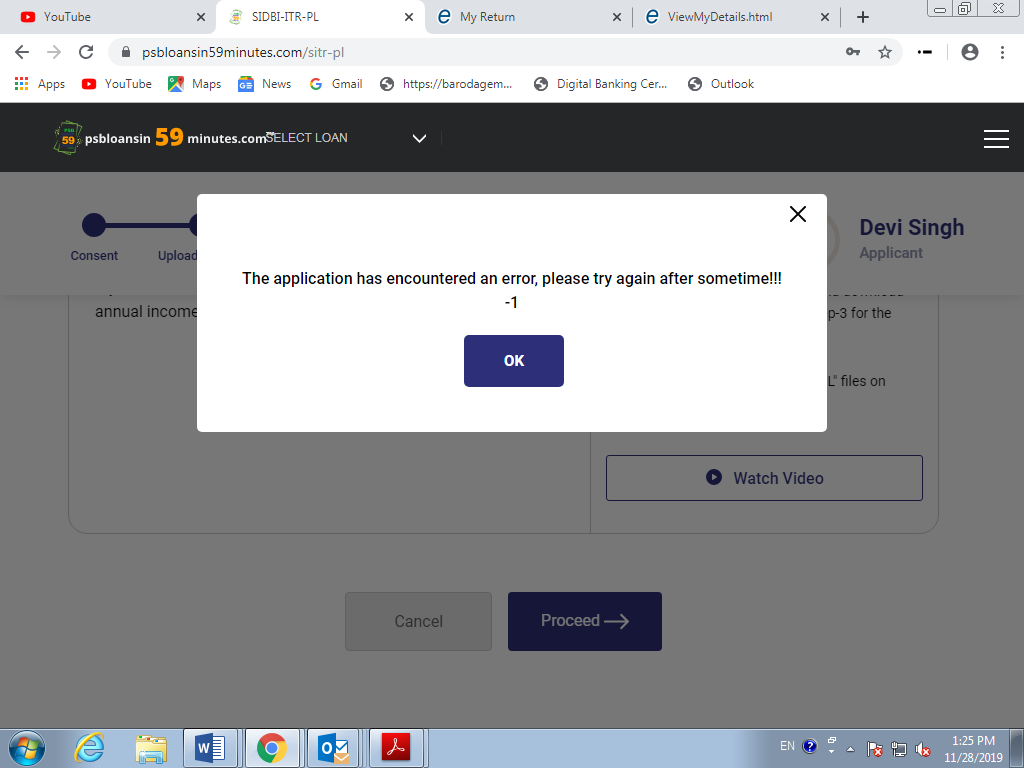 YouTube
SIDBI-ITR-PL
My Return
ViewMyDetails.html
psbloansin59minutes.com/sitr-pl
Apps
YouTube
Maps
News
Gmail
https://barodagem...
Digital Banking Cer...
Outlook
psbloansin 59 minutes.com™
SELECT LOAN
Consent
Upload
Devi Singh
Applicant
The application has encountered an error, please try again after sometime!!!
-1
OK
annual income
p-3 for the
L" files on
Watch Video
Cancel
Proceed
EN
1:25 PM
11/28/2019